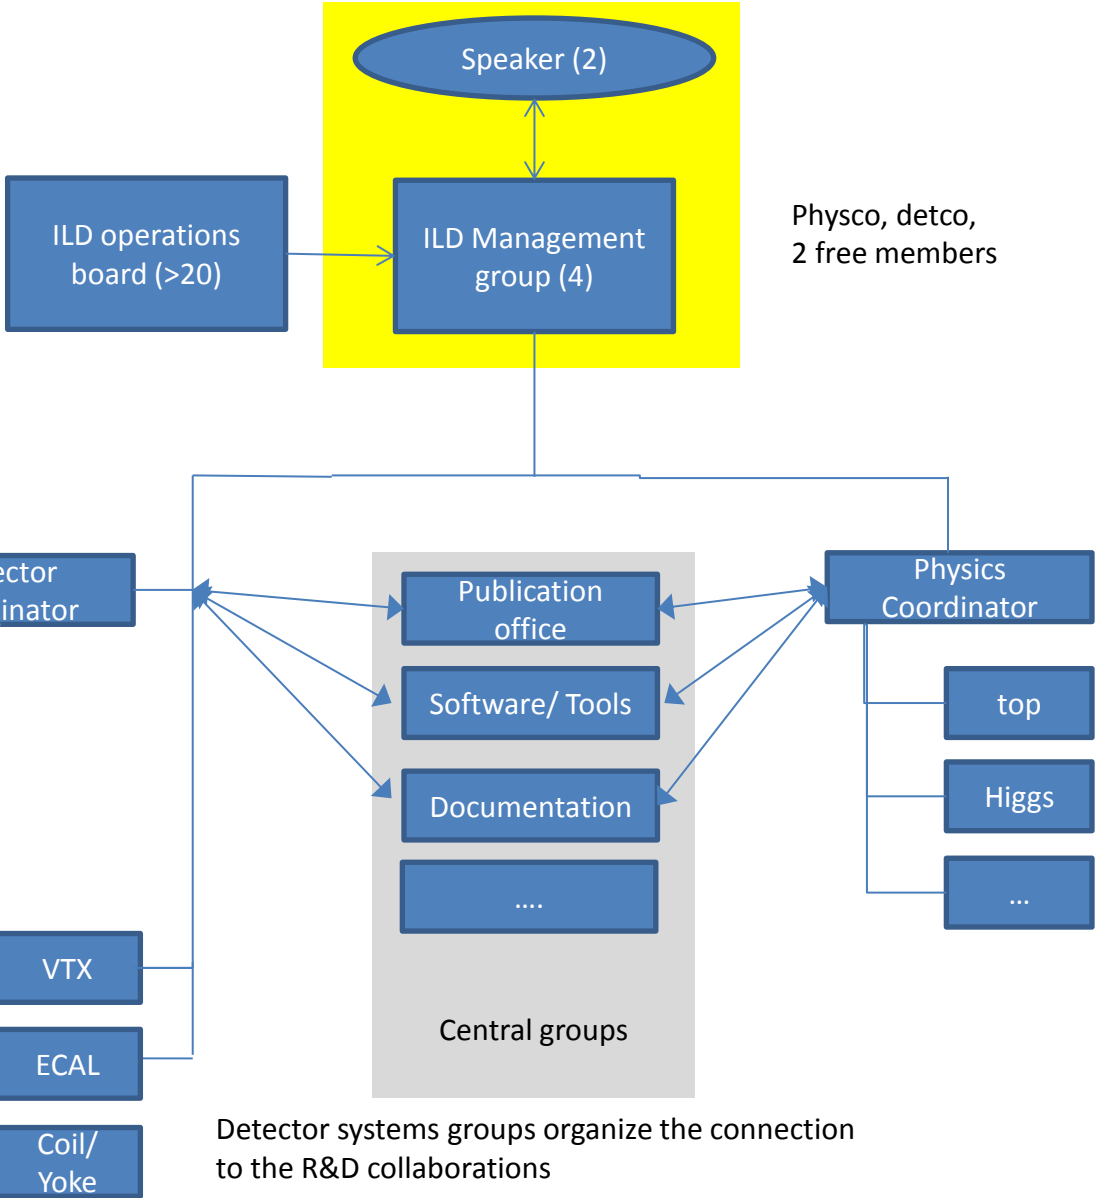 Speaker (2)
ILD operations
board (>20)
ILD Management
group (4)
Physco, detco,
2 free members
ector
inator
Publication
office
Physics
Coordinator
Software/ Tools
top
Documentation
Higgs
....
...
VTX
Central groups
ECAL
Coil/
Yoke
Detector systems groups organize the connection
to the R&D collaborations